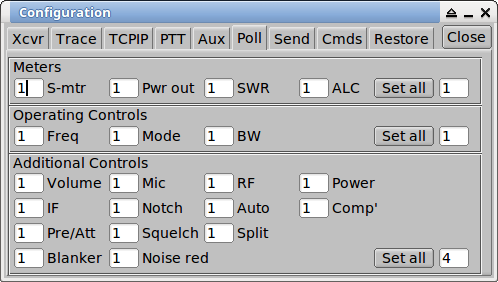 Configuration
Xcvr Trace TCPIP PTT Aux Poll Send Cmds Restore Close
Meters
1 S-mtr 1 Pwr out 1 SWR 1 ALC Set all 1
Operating Controls
1 Freq 1 Mode 1 BW Set all 1
Additional Controls
1 Volume 1 Mic 1 RF 1 Power
1 IF 1 Notch 1 Auto 1 Comp'
1 Pre/Att 1 Squelch 1 Split
1 Blanker 1 Noise red Set all 4